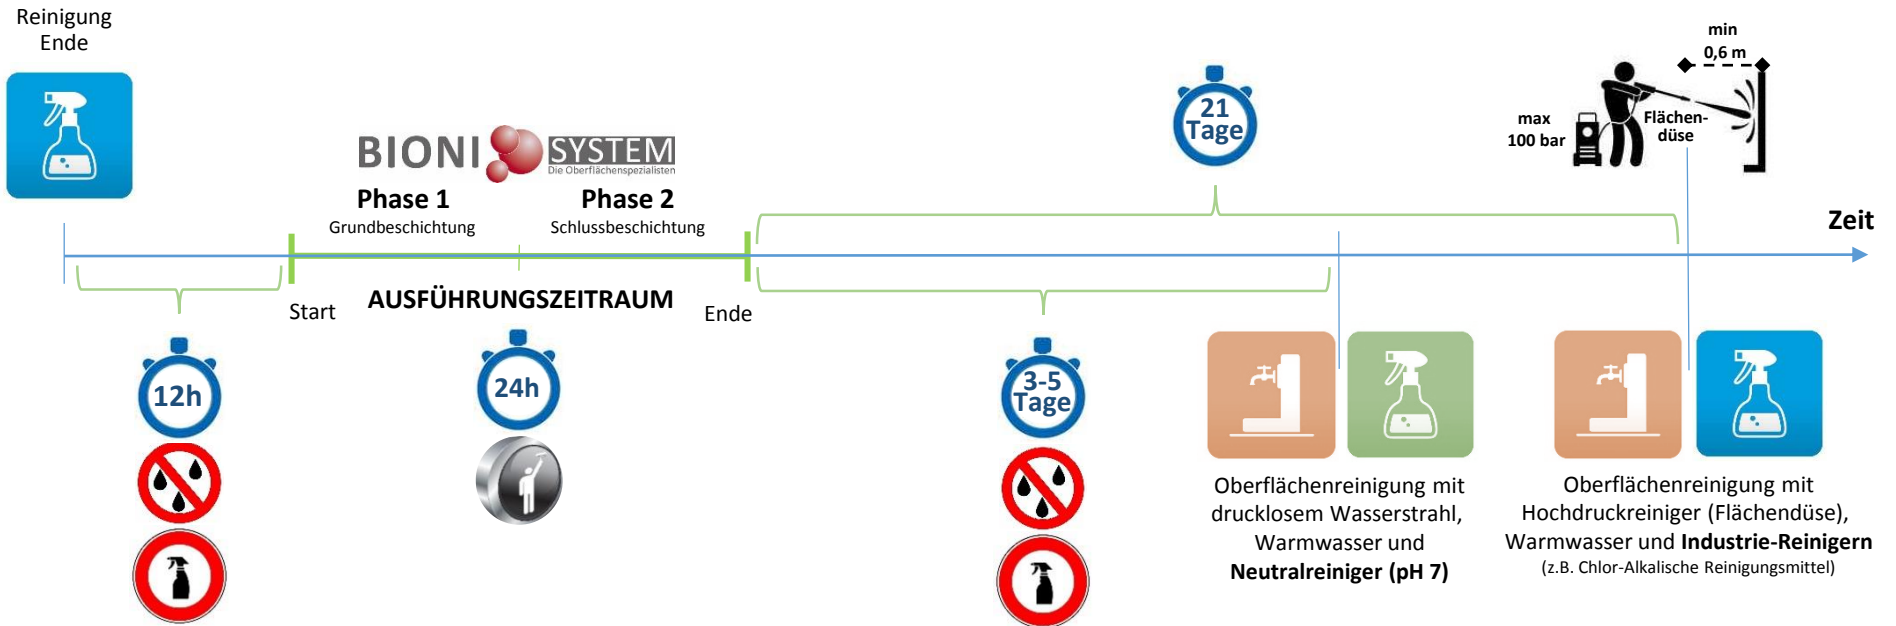 Reinigung
Ende
BIONI SYSTEM
Die Oberflächenspezialisten
Phase 1
Grundbeschichtung
Phase 2
Schlussbeschichtung
21
Tage
min
0,6 m
max
100 bar
Flächen-
düse
Zeit
Start
AUSFÜHRUNGSZEITRAUM
Ende
12h
24h
3-5
Tage
Oberflächenreinigung mit
drucklosem Wasserstrahl,
Warmwasser und
Neutralreiniger (pH 7)
Oberflächenreinigung mit
Hochdruckreiniger (Flächendüse),
Warmwasser und Industrie-Reinigern
(z.B. Chlor-Alkalische Reinigungsmittel)